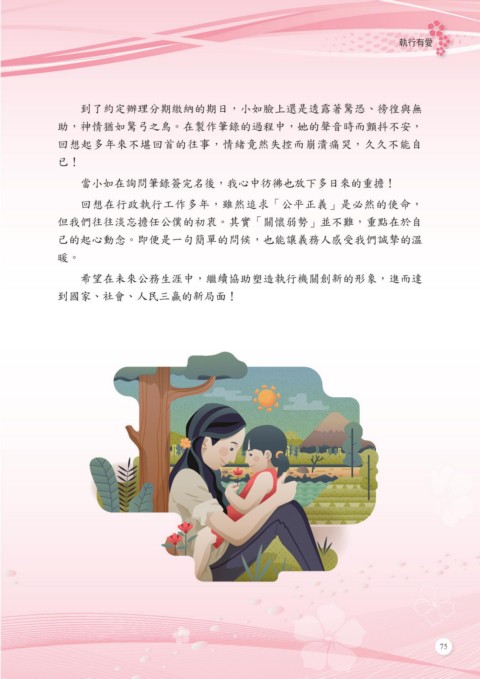 執行有愛
到了約定辦理分期繳納的期日，小如臉上還是透露著驚恐、徬徨與無
助，神情猶如驚弓之鳥。在製作筆錄的過程中，她的聲音時而顫抖不安，
回想起多年來不堪回首的往事，情緒竟然失控而崩潰痛哭，久久不能自
已！
當小如在詢問筆錄簽完名後，我心中彷彿也放下多日來的重擔！
回想在行政執行工作多年，雖然追求「公平正義」是必然的使命，
但我們往往淡忘擔任公僕的初衷。其實「關懷弱勢」並不難，重點在於自
己的起心動念。即便是一句簡單的問候，也能讓義務人感受我們誠摯的溫
暖。
希望在未來公務生涯中，繼續協助塑造執行機關創新的形象，進而達
到國家、社會、人民三贏的新局面！
75